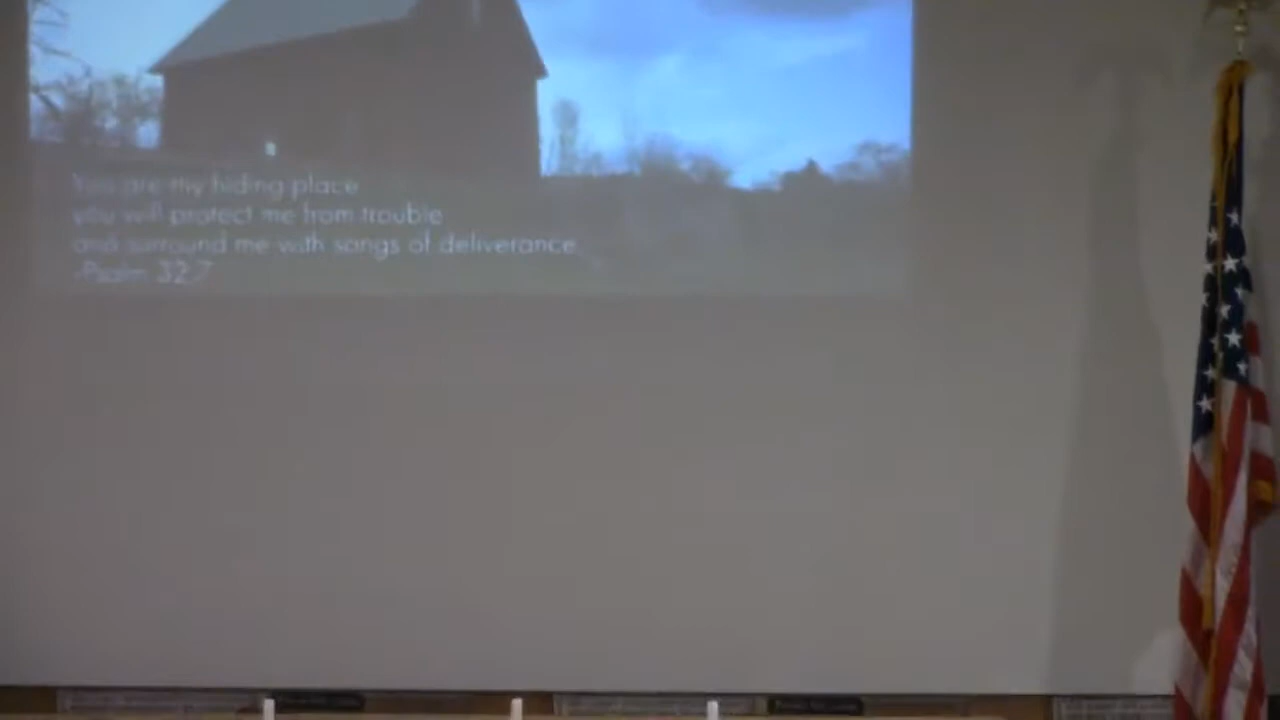 You are my hiding place
you will protect me from trouble
and surround me with songs of deliverance
-Psalm 32:7